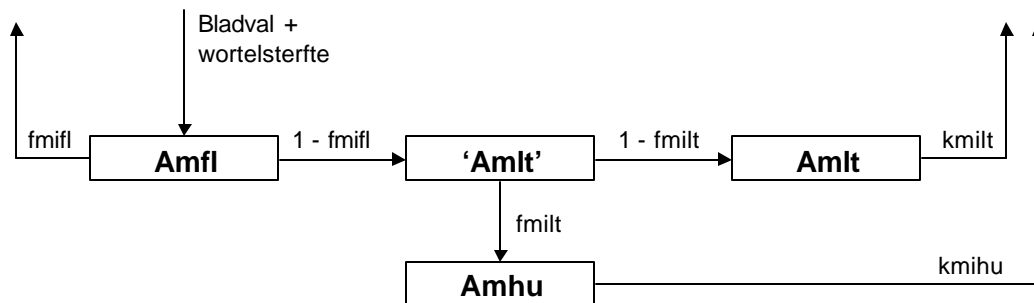 Bladval +
wortelsterfte
fmifl
Amfl
1 - fmifl
‘Amlt’
1 - fmilt
Amlt
kmilt
fmilt
Amhu
kmihu